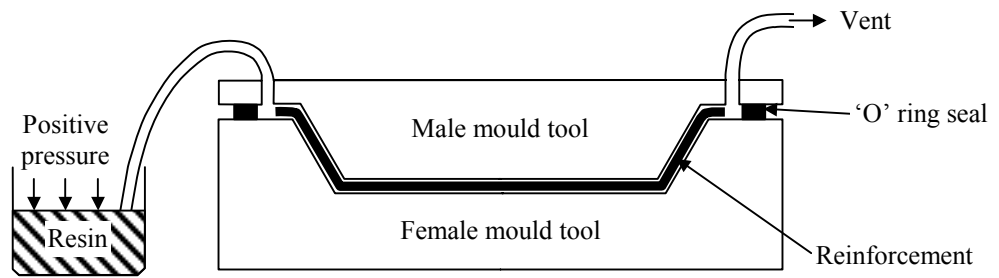 Vent
'O' ring seal
Positive
pressure
Male mould tool
Resin
Female mould tool
Reinforcement